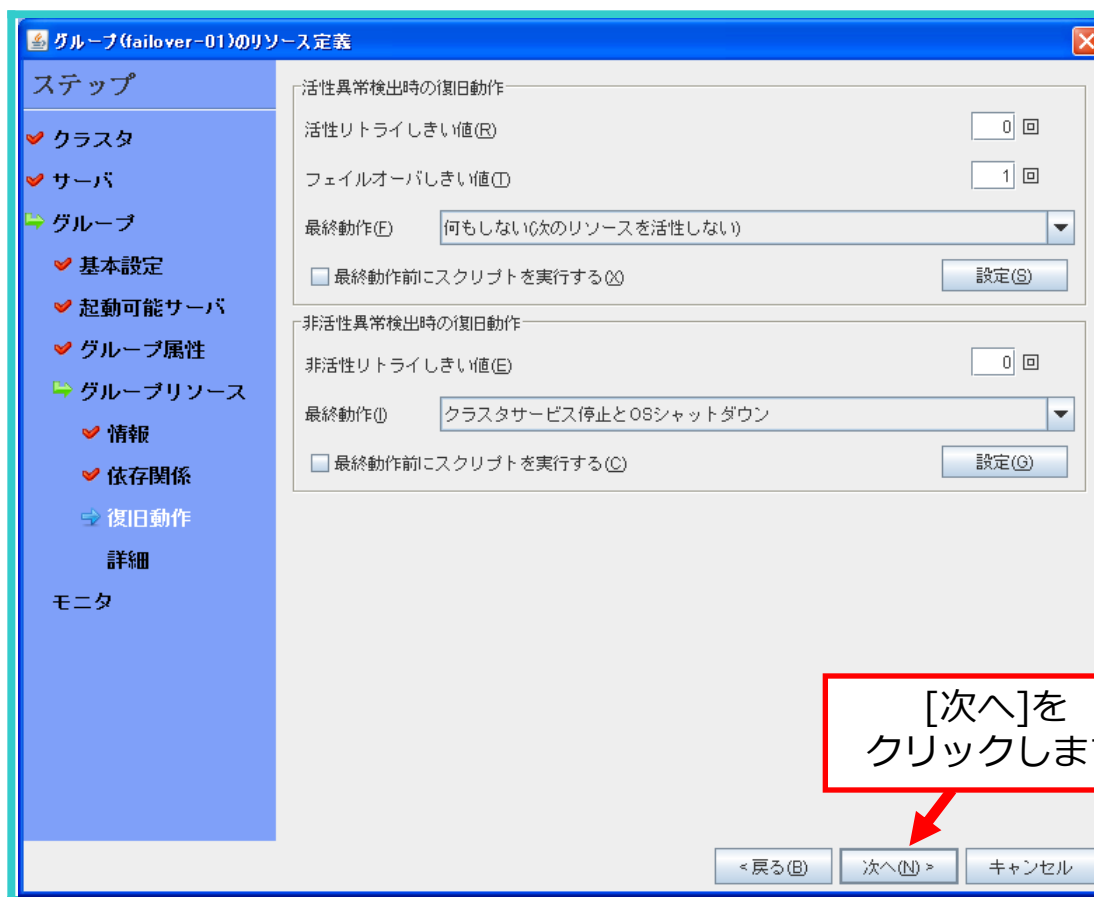 グループ(failover-01)のリソース定義
ステップ
クラスタ
サーバ
グループ
基本設定
起動可能サーバ
グループ属性
グループリソース
情報
依存関係
復旧動作
詳細
モニタ
活性異常検出時の復旧動作
活性リトライしきい値(R) 0 回
フェイルオーバしきい値(T) 1 回
最終動作(F) 何もしない(次のリソースを活性しない)
最終動作前にスクリプトを実行する(X) 設定(S)
非活性異常検出時の復旧動作
非活性リトライしきい値(E) 0 回
最終動作(I) クラスタサービス停止とOSシャットダウン
最終動作前にスクリプトを実行する(C) 設定(G)
[次へ]を
クリックします
<戻る(B) 次へ(N)> キャンセル